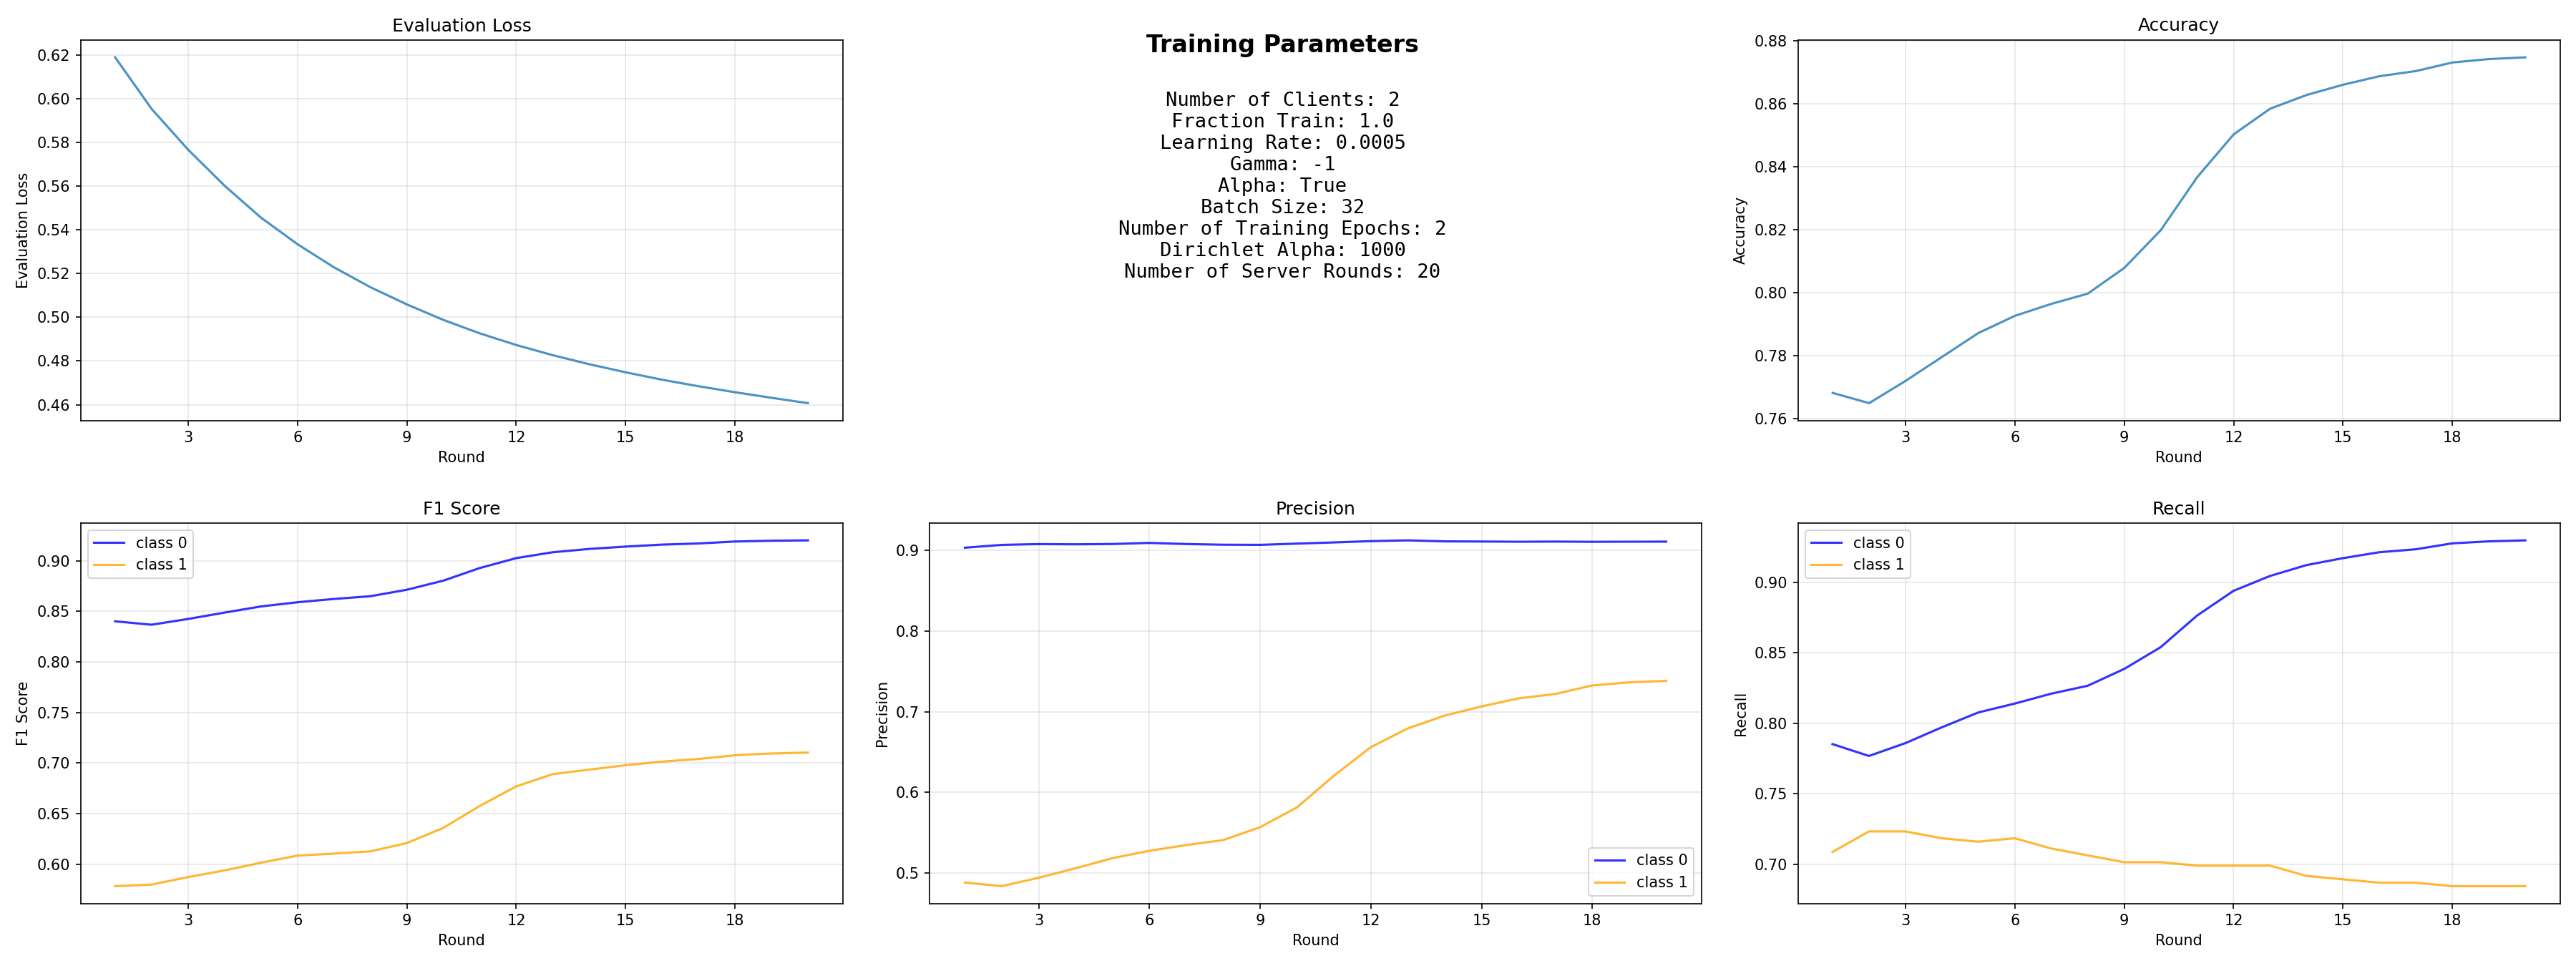 Evaluation Loss
Evaluation Loss
0.62
0.60
0.58
0.56
0.54
0.52
0.50
0.48
0.46
3 6 9 12 15 18
Round
Training Parameters
Number of Clients: 2
Fraction Train: 1.0
Learning Rate: 0.0005
Gamma: -1
Alpha: True
Batch Size: 32
Number of Training Epochs: 2
Dirichlet Alpha: 1000
Number of Server Rounds: 20
Accuracy
Accuracy
0.88
0.86
0.84
0.82
0.80
0.78
0.76
3 6 9 12 15 18
Round
F1 Score
F1 Score
class 0
class 1
0.90
0.85
0.80
0.75
0.70
0.65
0.60
3 6 9 12 15 18
Round
Precision
Precision
0.9
0.8
0.7
0.6
0.5
class 0
class 1
3 6 9 12 15 18
Round
Recall
Recall
class 0
class 1
0.90
0.85
0.80
0.75
0.70
3 6 9 12 15 18
Round